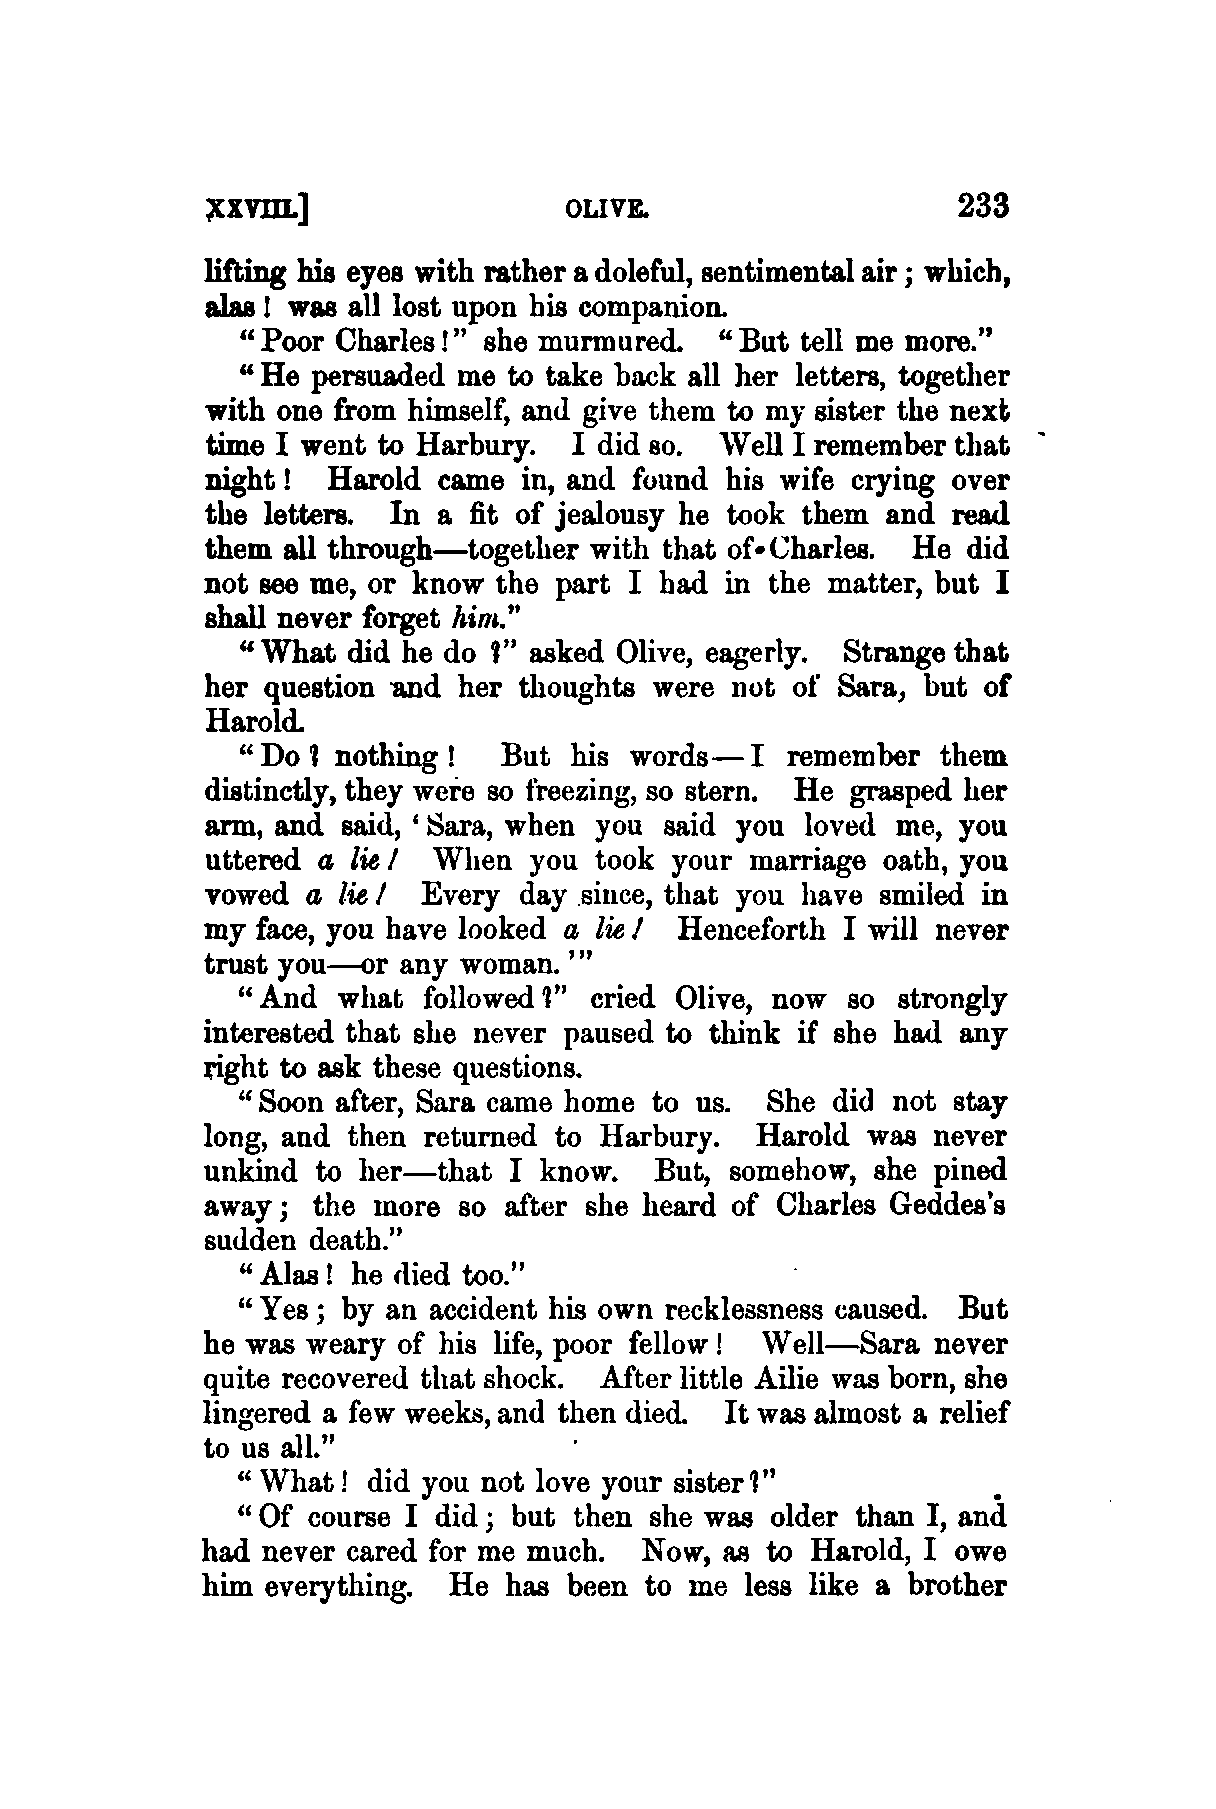 XXVIII.] OLIVE. 233
lifting his eyes with rather a doleful, sentimental air; which,
alas! was all lost upon his companion.
"Poor Charles!" she murmured. "But tell me more."
"He persuaded me to take back all her letters, together
with one from himself, and give them to my sister the next
time I went to Harbury. I did so. Well I remember that
night! Harold came in, and found his wife crying over
the letters. In a fit of jealousy he took them and read
them all through—together with that of Charles. He did
not see me, or know the part I had in the matter, but I
shall never forget him."
"What did he do?" asked Olive, eagerly. Strange that
her question and her thoughts were not of Sara, but of
Harold.
"Do? nothing! But his words—I remember them
distinctly, they were so freezing, so stern. He grasped her
arm, and said, 'Sara, when you said you loved me, you
uttered a lie! When you took your marriage oath, you
vowed a lie! Every day since, that you have smiled in
my face, you have looked a lie! Henceforth I will never
trust you—or any woman.'"
"And what followed?" cried Olive, now so strongly
interested that she never paused to think if she had any
right to ask these questions.
"Soon after, Sara came home to us. She did not stay
long, and then returned to Harbury. Harold was never
unkind to her—that I know. But, somehow, she pined
away; the more so after she heard of Charles Geddes's
sudden death."
"Alas! he died too."
"Yes; by an accident his own recklessness caused. But
he was weary of his life, poor fellow! Well—Sara never
quite recovered that shock. After little Ailie was born, she
lingered a few weeks, and then died. It was almost a relief
to us all."
"What! did you not love your sister?"
"Of course I did; but then she was older than I, and
had never cared for me much. Now, as to Harold, I owe
him everything. He has been to me less like a brother